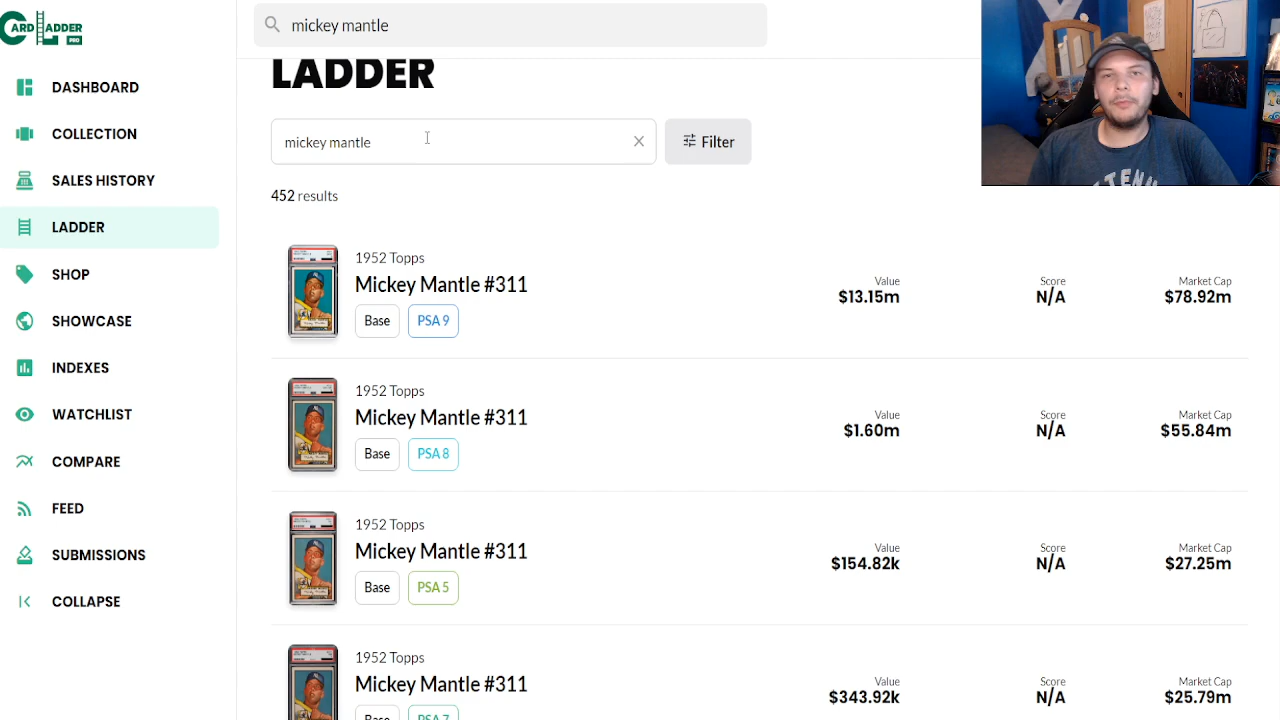 CARD LADDER
PRO
mickey mantle
DASHBOARD
COLLECTION
SALES HISTORY
LADDER
SHOP
SHOWCASE
INDEXES
WATCHLIST
COMPARE
FEED
SUBMISSIONS
COLLAPSE
LADDER
mickey mantle
Filter
452 results
1952 Topps
Mickey Mantle #311
Base PSA 9
Value
$13.15m
Score
N/A
Market Cap
$78.92m
1952 Topps
Mickey Mantle #311
Base PSA 8
Value
$1.60m
Score
N/A
Market Cap
$55.84m
1952 Topps
Mickey Mantle #311
Base PSA 5
Value
$154.82k
Score
N/A
Market Cap
$27.25m
1952 Topps
Mickey Mantle #311
Base PSA 7
Value
$343.92k
Score
N/A
Market Cap
$25.79m